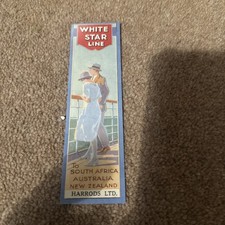 WHITE
STAR
LINE
To
SOUTH AFRICA
AUSTRALIA
NEW ZEALAND
HARRODS LTD.